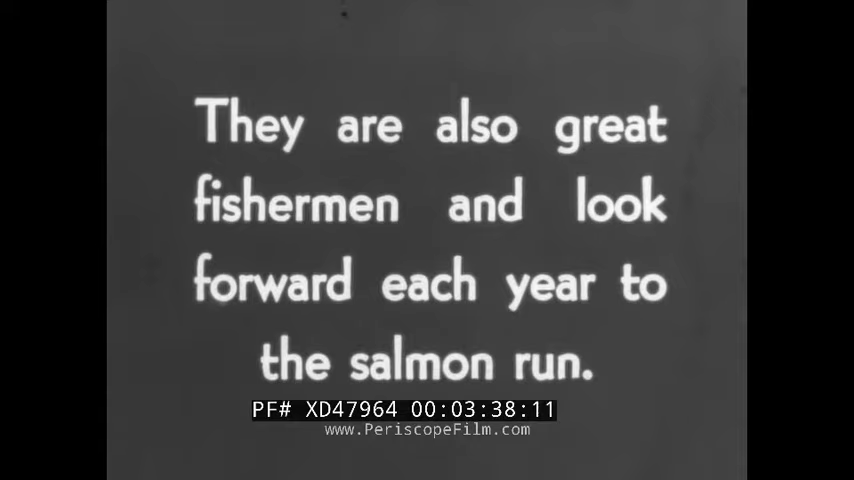 They are also great
fishermen and look
forward each year to
the salmon run.
PF# XD47964 00:03:38:11
www.PeriscopeFilm.com